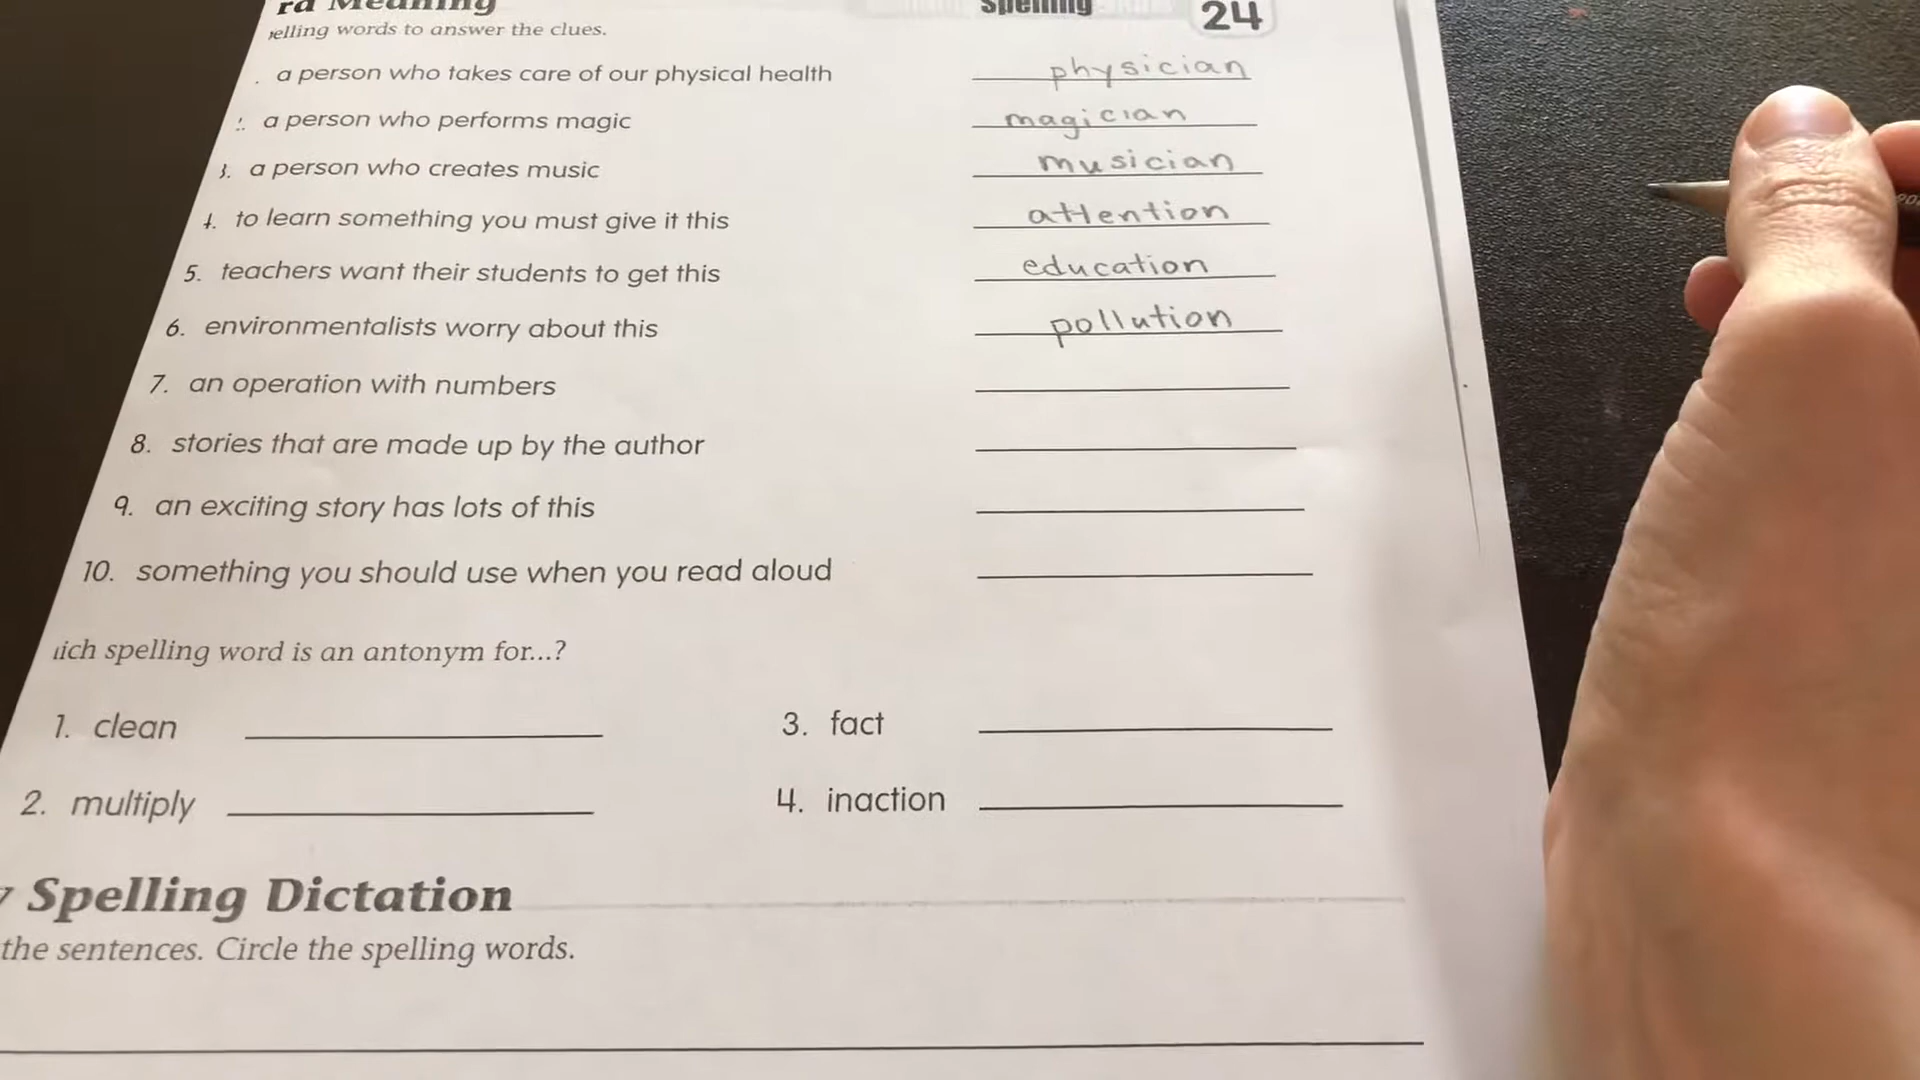 rd Meaning Spelling 24
elling words to answer the clues.
. a person who takes care of our physical health physician
2. a person who performs magic magician
3. a person who creates music musician
4. to learn something you must give it this attention
5. teachers want their students to get this education
6. environmentalists worry about this pollution
7. an operation with numbers
8. stories that are made up by the author
9. an exciting story has lots of this
10. something you should use when you read aloud
ich spelling word is an antonym for...?
1. clean 3. fact
2. multiply 4. inaction
y Spelling Dictation
the sentences. Circle the spelling words.